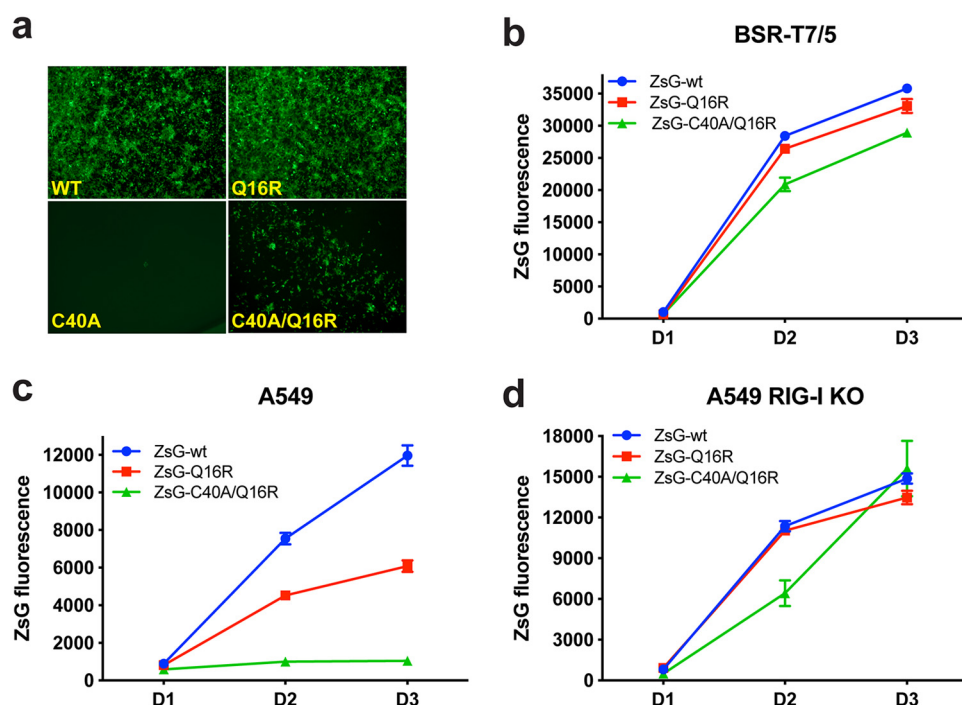 a
WT
Q16R
C40A
C40A/Q16R
b
BSR-T7/5
ZsG-wt
ZsG-Q16R
ZsG-C40A/Q16R
ZsG fluorescence
35000
30000
25000
20000
15000
10000
5000
0
D1
D2
D3
c
A549
ZsG-wt
ZsG-Q16R
ZsG-C40A/Q16R
ZsG fluorescence
12000
10000
8000
6000
4000
2000
0
D1
D2
D3
d
A549 RIG-I KO
ZsG-wt
ZsG-Q16R
ZsG-C40A/Q16R
ZsG fluorescence
18000
15000
12000
9000
6000
3000
0
D1
D2
D3